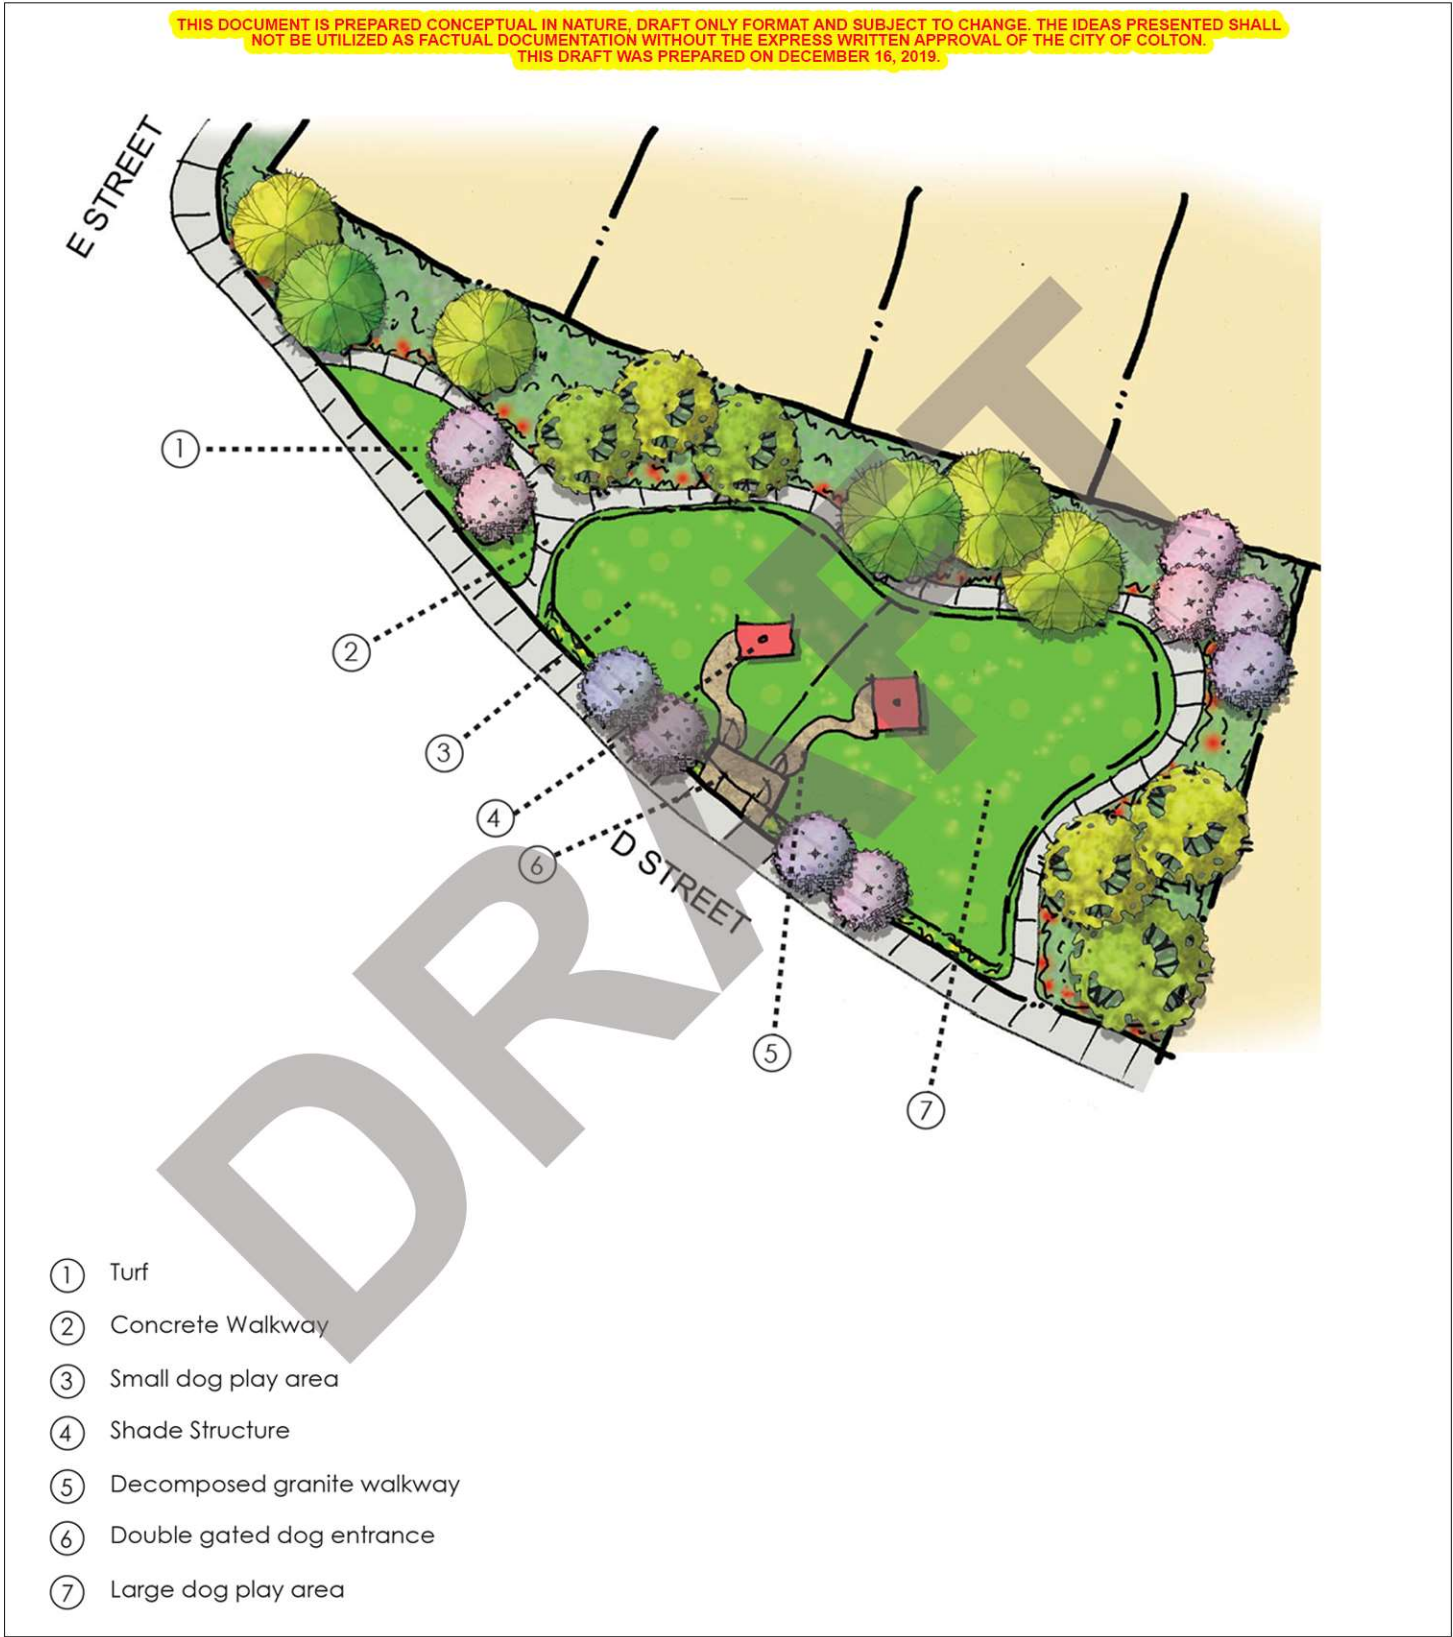 THIS DOCUMENT IS PREPARED CONCEPTUAL IN NATURE, DRAFT ONLY FORMAT AND SUBJECT TO CHANGE. THE IDEAS PRESENTED SHALL
NOT BE UTILIZED AS FACTUAL DOCUMENTATION WITHOUT THE EXPRESS WRITTEN APPROVAL OF THE CITY OF COLTON.
THIS DRAFT WAS PREPARED ON DECEMBER 16, 2019.
E STREET
1
2
3
4
6
D STREET
5
7
DRAFT
1 Turf
2 Concrete Walkway
3 Small dog play area
4 Shade Structure
5 Decomposed granite walkway
6 Double gated dog entrance
7 Large dog play area